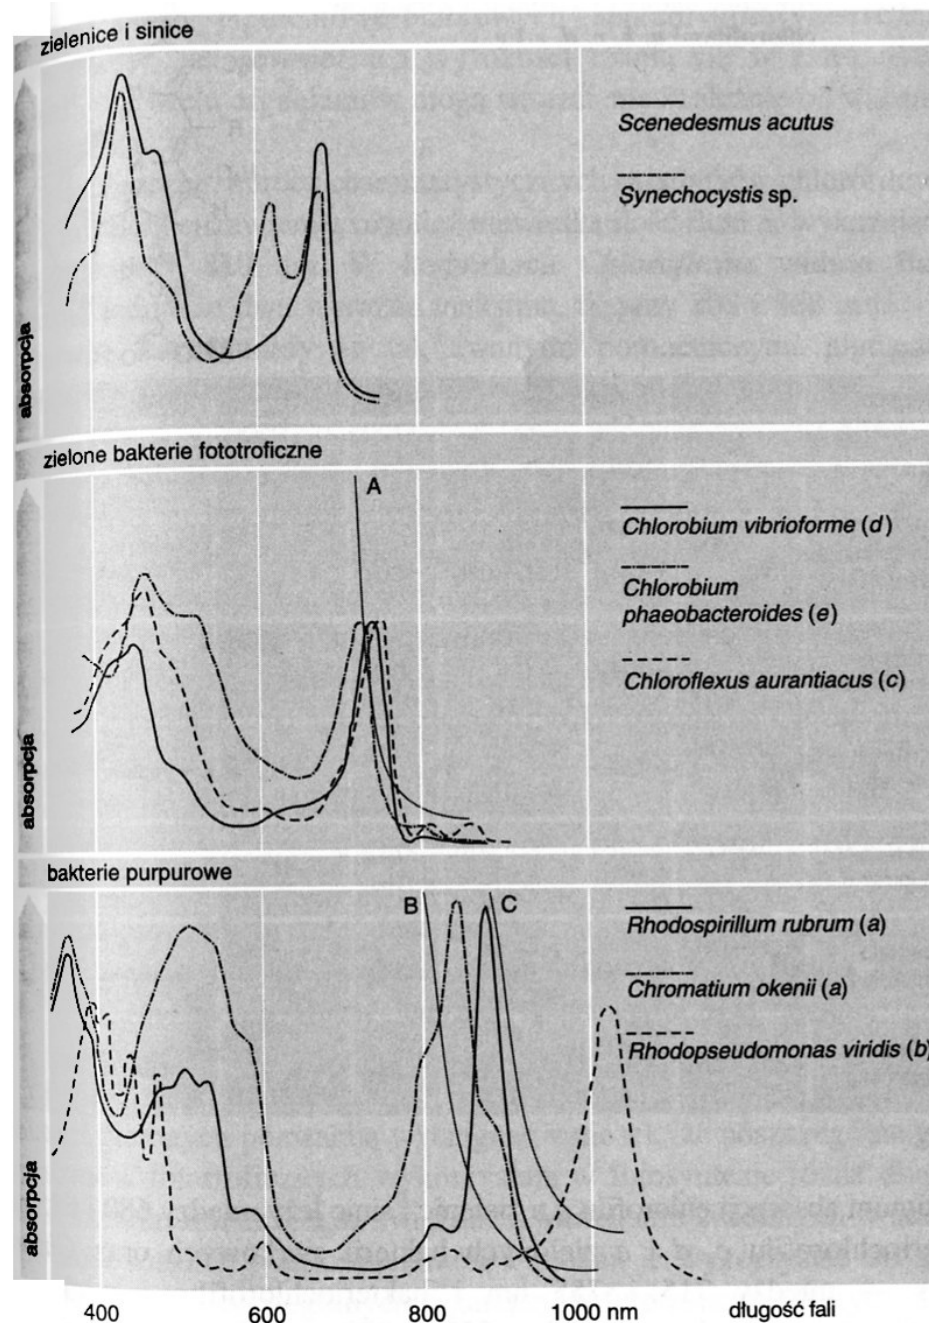 zielenice i sinice
Scenedesmus acutus
Synechocystis sp.
absorpcja
zielone bakterie fototroficzne
A
Chlorobium vibrioforme (d)
Chlorobium
phaeobacteroides (e)
Chloroflexus aurantiacus (c)
absorpcja
bakterie purpurowe
B
C
Rhodospirillum rubrum (a)
Chromatium okenii (a)
Rhodopseudomonas viridis (b)
absorpcja
400 600 800 1000 nm długość fali